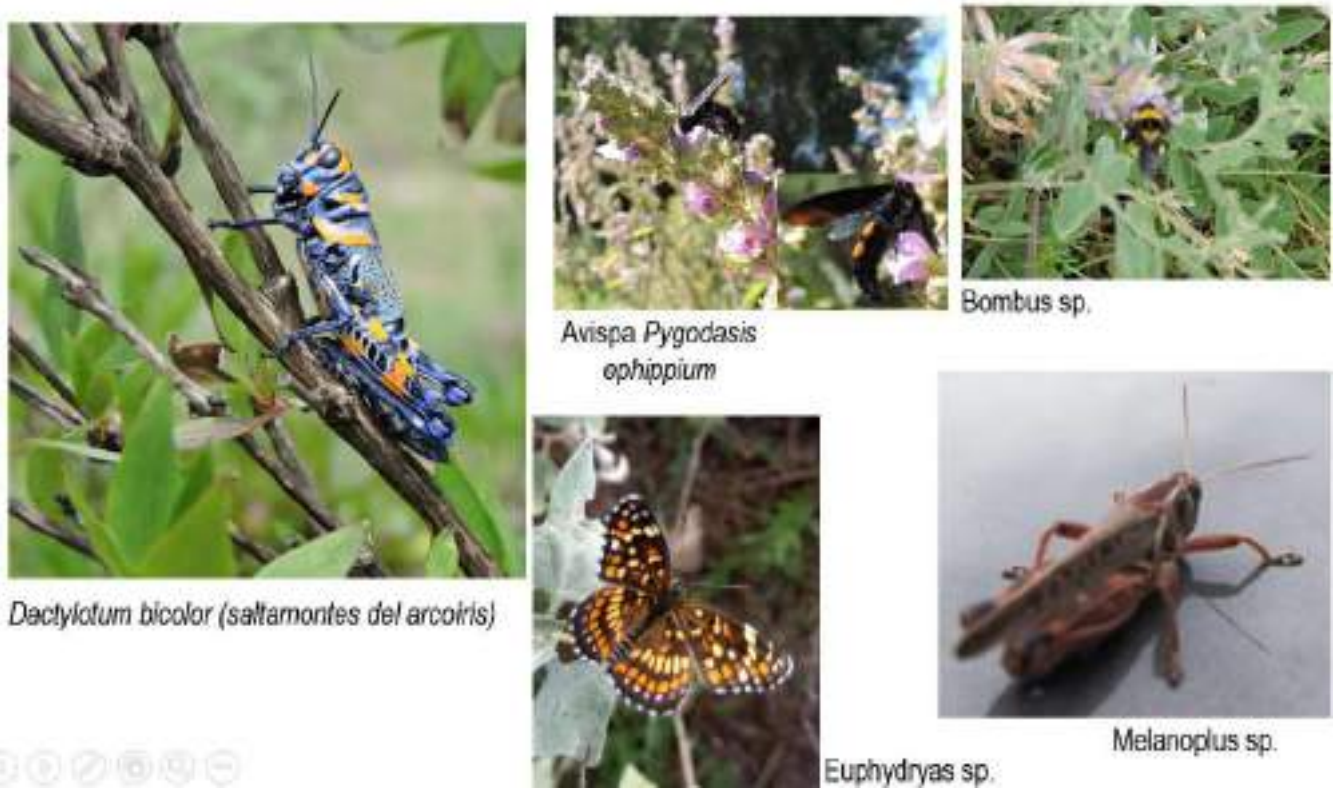 Dactylotum bicolor (saltamontes del arcoiris)
Avispa Pygodasis
ephippium
Bombus sp.
Euphydryas sp.
Melanoplus sp.